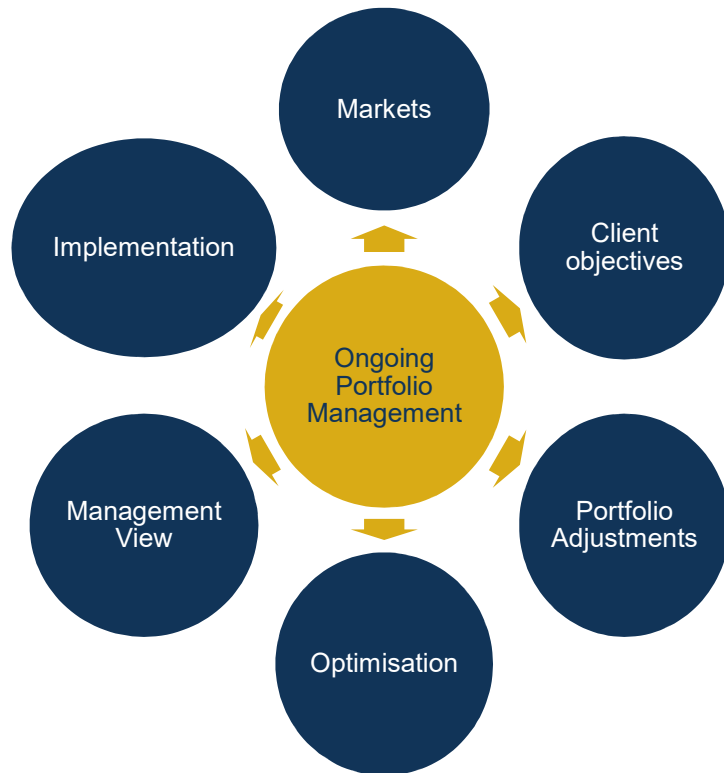 Markets
Client
objectives
Implementation
Ongoing
Portfolio
Management
Management
View
Portfolio
Adjustments
Optimisation